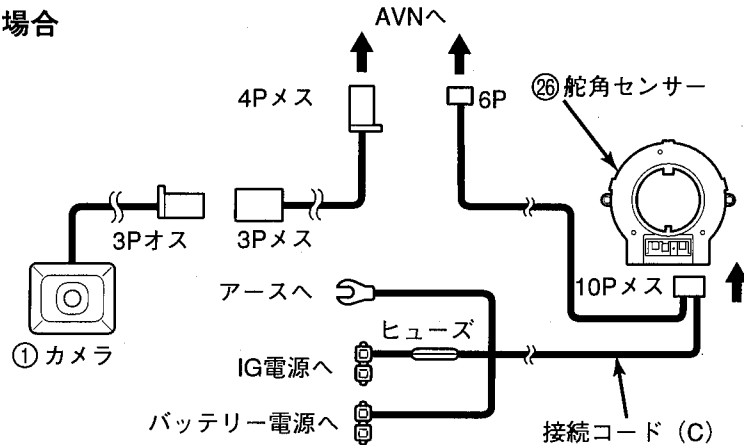 場合
AVNへ
4Pメス
6P
㉖舵角センサー
3Pオス
3Pメス
10Pメス
アースへ
ヒューズ
①カメラ
IG電源へ
バッテリー電源へ
接続コード（C）